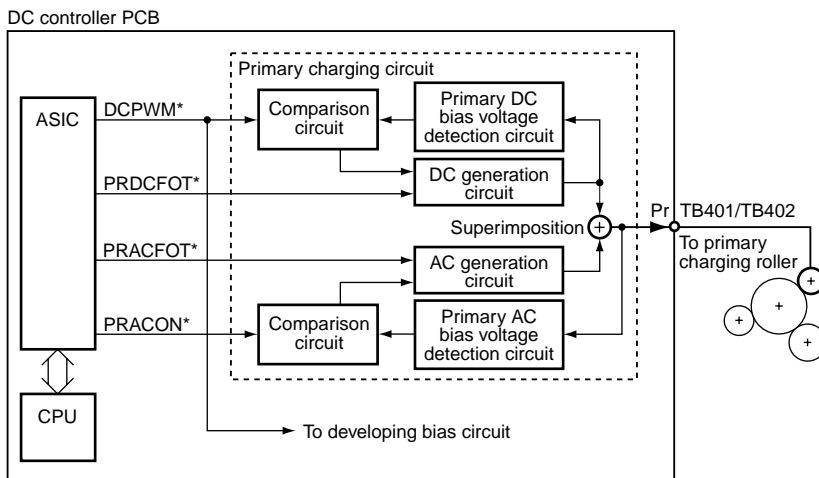 DC controller PCB
Primary charging circuit
ASIC
DCPWM*
Comparison
circuit
Primary DC
bias voltage
detection circuit
PRDCFOT*
DC generation
circuit
Superimposition
+
Pr
TB401/TB402
To primary
charging roller
PRACFOT*
AC generation
circuit
PRACON*
Comparison
circuit
Primary AC
bias voltage
detection circuit
CPU
To developing bias circuit
+
+
+
+